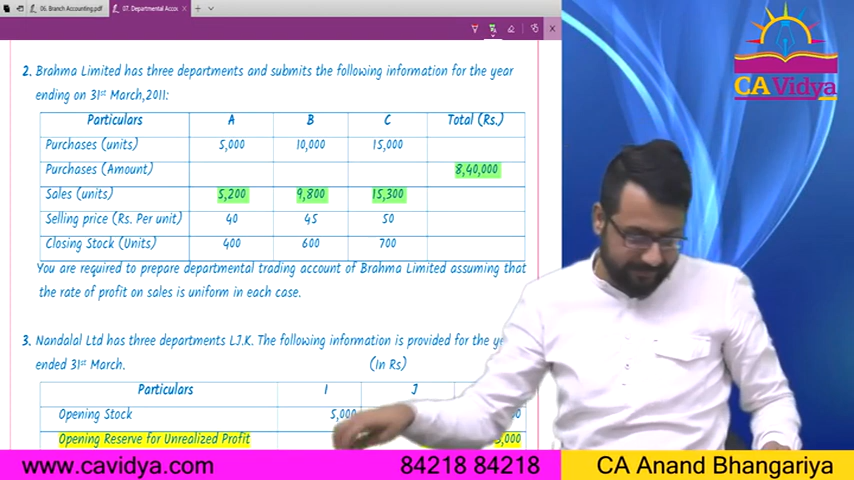 06. Branch Accounting.pdf
07. Departmental Acco
2. Brahma Limited has three departments and submits the following information for the year
ending on 31st March,2011:
Particulars A B C Total (Rs.)
Purchases (units) 5,000 10,000 15,000
Purchases (Amount) 8,40,000
Sales (units) 5,200 9,800 15,300
Selling price (Rs. Per unit) 40 45 50
Closing Stock (Units) 400 600 700
You are required to prepare departmental trading account of Brahma Limited assuming that
the rate of profit on sales is uniform in each case.
3. Nandalal Ltd has three departments I,J,K. The following information is provided for the
ended 31st March. (In Rs)
Particulars I J
Opening Stock 5,000
Opening Reserve for Unrealized Profit
CA Vidya
www.cavidya.com 84218 84218 CA Anand Bhangariya